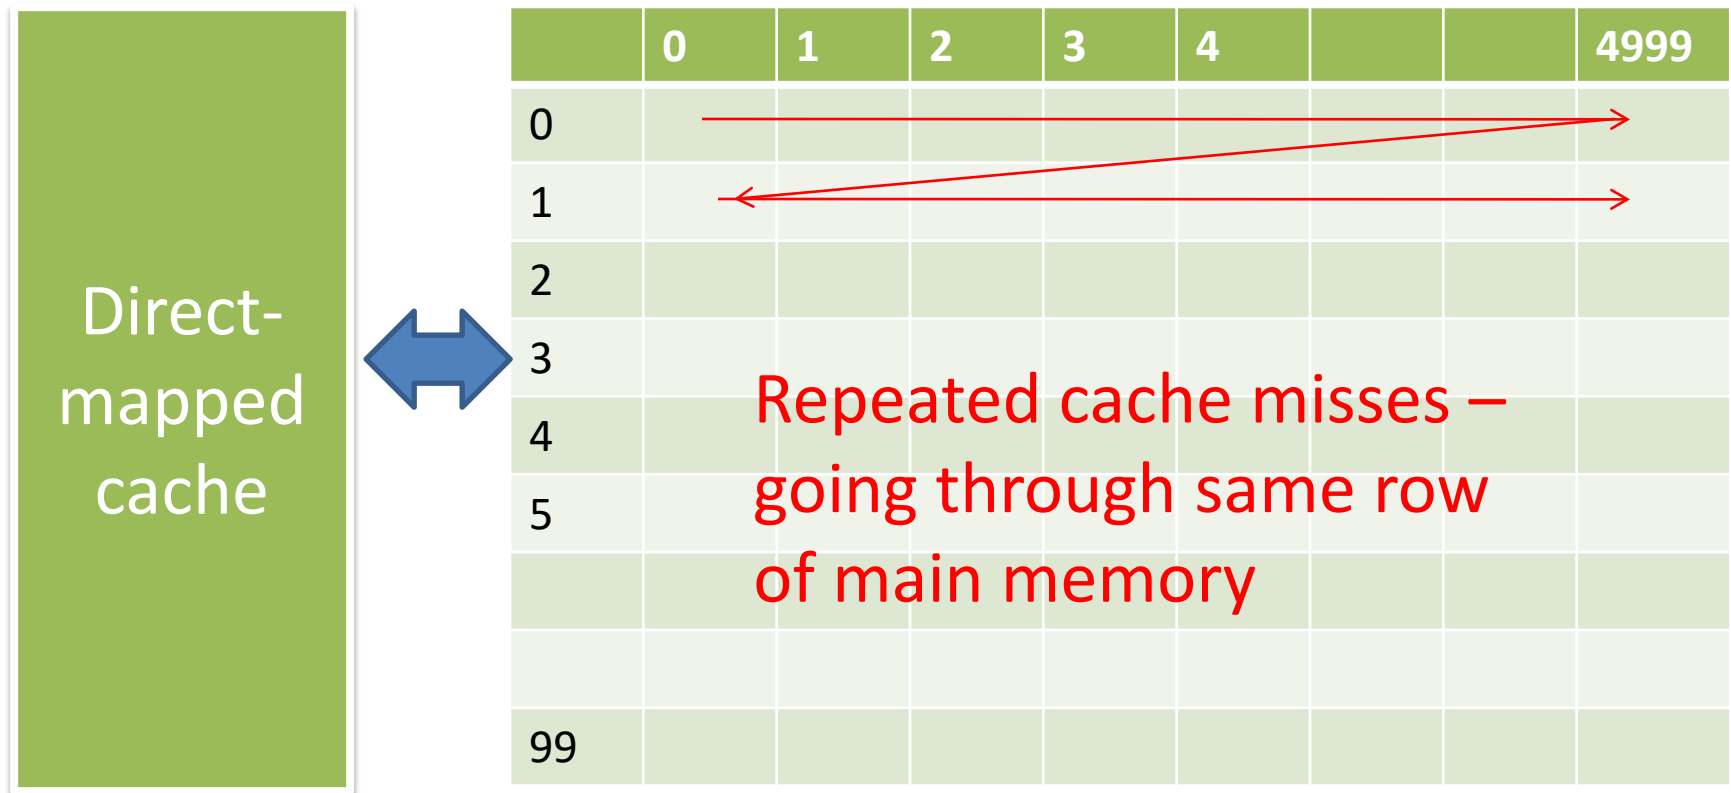 Direct-
mapped
cache
0 1 2 3 4 4999
0
1
2
3
4
5
99
Repeated cache misses –
going through same row
of main memory